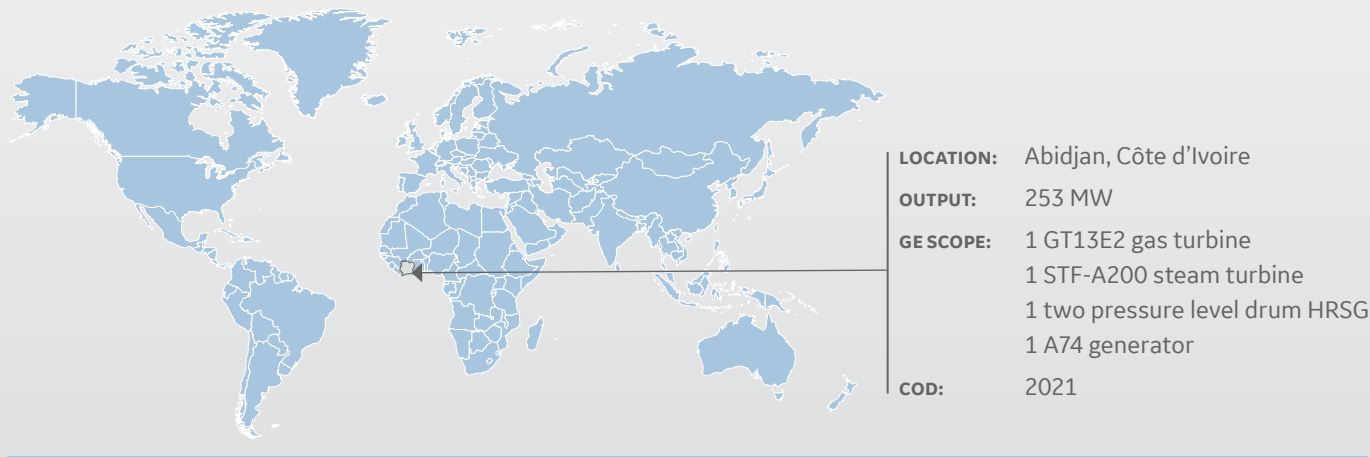 LOCATION: Abidjan, Côte d’Ivoire
OUTPUT: 253 MW
GE SCOPE: 1 GT13E2 gas turbine
1 STF-A200 steam turbine
1 two pressure level drum HRSG
1 A74 generator
COD: 2021